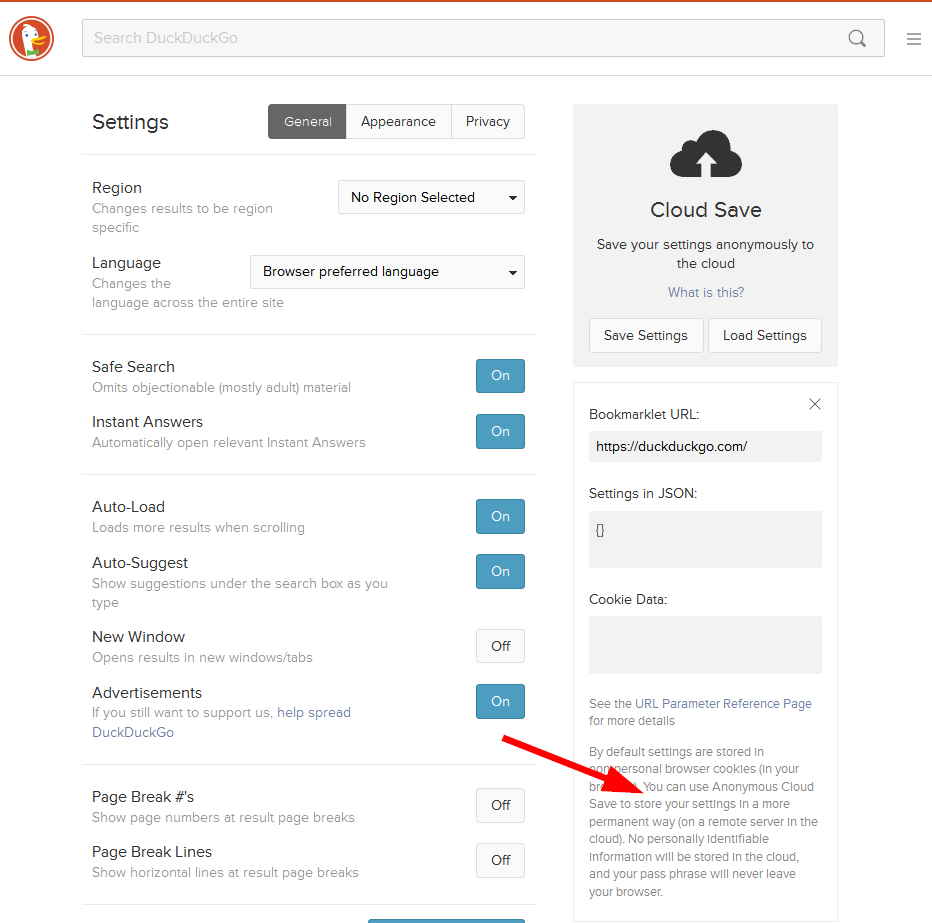 Search DuckDuckGo
Settings
General
Appearance
Privacy
Region
Changes results to be region
specific
No Region Selected
Language
Changes the
language across the entire site
Browser preferred language
Safe Search
Omits objectionable (mostly adult) material
On
Instant Answers
Automatically open relevant Instant Answers
On
Auto-Load
Loads more results when scrolling
On
Auto-Suggest
Show suggestions under the search box as you
type
On
New Window
Opens results in new windows/tabs
Off
Advertisements
If you still want to support us, help spread
DuckDuckGo
On
Page Break #'s
Show page numbers at result page breaks
Off
Page Break Lines
Show horizontal lines at result page breaks
Off
Cloud Save
Save your settings anonymously to
the cloud
What is this?
Save Settings
Load Settings
Bookmarklet URL:
https://duckduckgo.com/
Settings in JSON:
{}
Cookie Data:
See the URL Parameter Reference Page
for more details
By default settings are stored in
personal browser cookies (in your
You can use Anonymous Cloud
Save to store your settings in a more
permanent way (on a remote server in the
cloud). No personally identifiable
information will be stored in the cloud,
and your pass phrase will never leave
your browser.